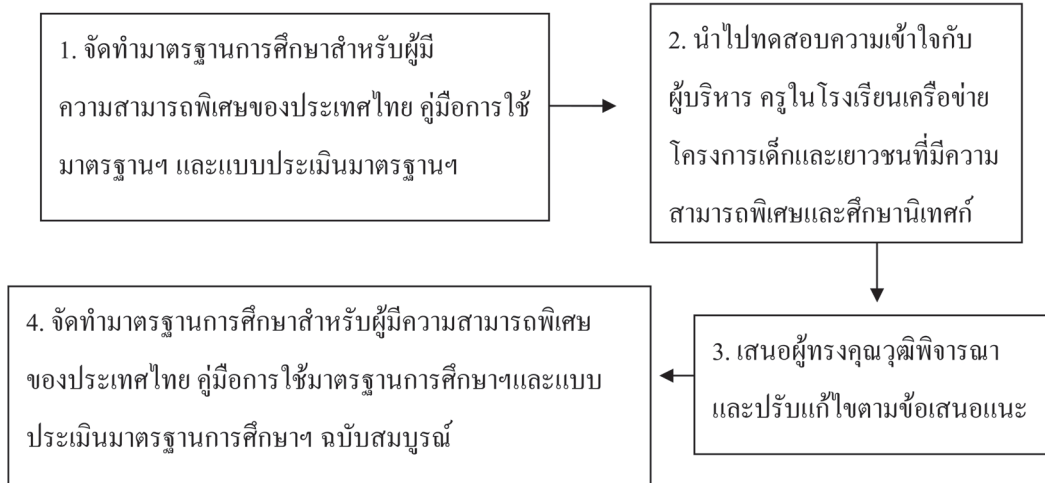 1. จัดทำมาตรฐานการศึกษาสำหรับผู้มี
ความสามารถพิเศษของประเทศไทย คู่มือการใช้
มาตรฐานฯ และแบบประเมินมาตรฐานฯ
2. นำไปทดสอบความเข้าใจกับ
ผู้บริหาร ครูในโรงเรียนเครือข่าย
โครงการเด็กและเยาวชนที่มีความ
สามารถพิเศษและศึกษานิเทศก์
3. เสนอผู้ทรงคุณวุฒิพิจารณา
และปรับแก้ไขตามข้อเสนอแนะ
4. จัดทำมาตรฐานการศึกษาสำหรับผู้มีความสามารถพิเศษ
ของประเทศไทย คู่มือการใช้มาตรฐานการศึกษาฯและแบบ
ประเมินมาตรฐานการศึกษาฯ ฉบับสมบูรณ์